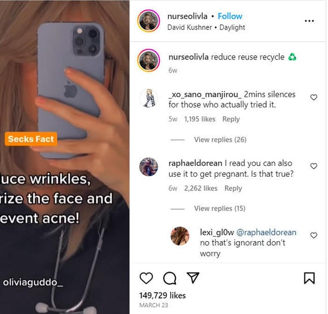 nurseolivla • Follow
David Kushner • Daylight
nurseolivla reduce reuse recycle ♻️
6w
_xo_sano_manjirou_ 2mins silences
for those who actually tried it.
5w 1,195 likes Reply
View replies (26)
raphaeldorean I read you can also
use it to get pregnant. Is that true?
6w 2,262 likes Reply
View replies (15)
lexi_gl0w @raphaeldorean
no that's ignorant don't
worry
149,729 likes
MARCH 23
Secks Fact
uce wrinkles,
rize the face and
event acne!
oliviaguddo_